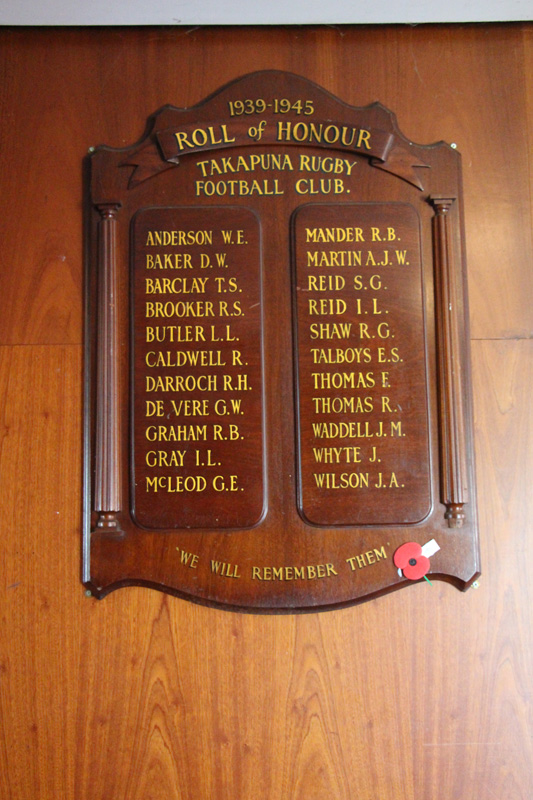 1939-1945
ROLL of HONOUR
TAKAPUNA RUGBY
FOOTBALL CLUB.
ANDERSON W.E.
BAKER D.W.
BARCLAY T.S.
BROOKER R.S.
BUTLER L.L.
CALDWELL R.
DARROCH R.H.
DE VERE G.W.
GRAHAM R.B.
GRAY I.L.
McLEOD G.E.
MANDER R.B.
MARTIN A.J.W.
REID S.G.
REID I.L.
SHAW R.G.
TALBOYS E.S.
THOMAS F.
THOMAS R.
WADDELL J.M.
WHYTE J.
WILSON J.A.
'WE WILL REMEMBER THEM'